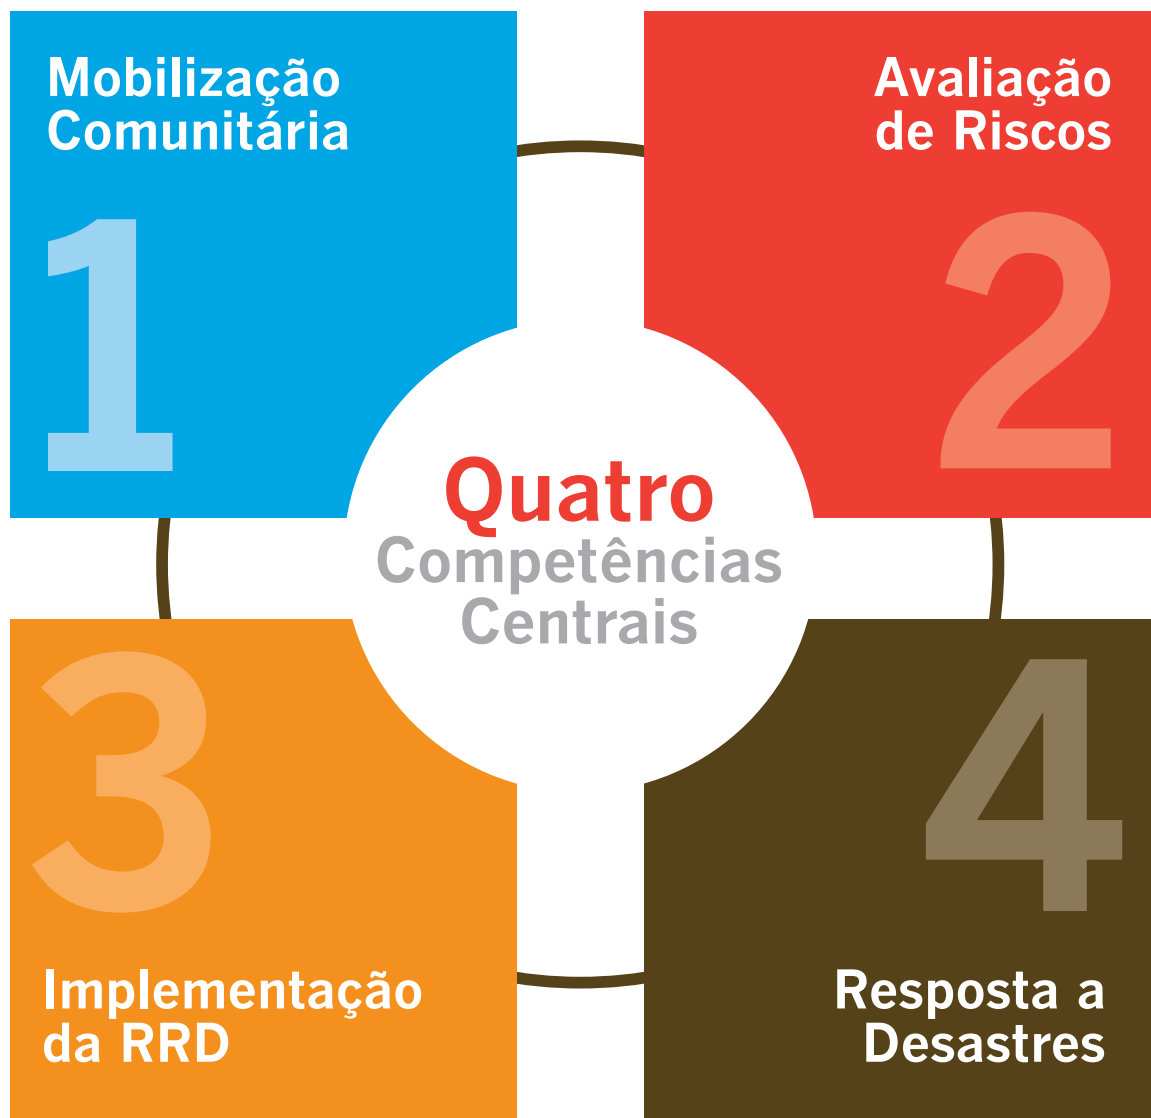 Mobilização
Comunitária
1
Avaliação
de Riscos
2
Quatro
Competências
Centrais
3
Implementação
da RRD
4
Resposta a
Desastres